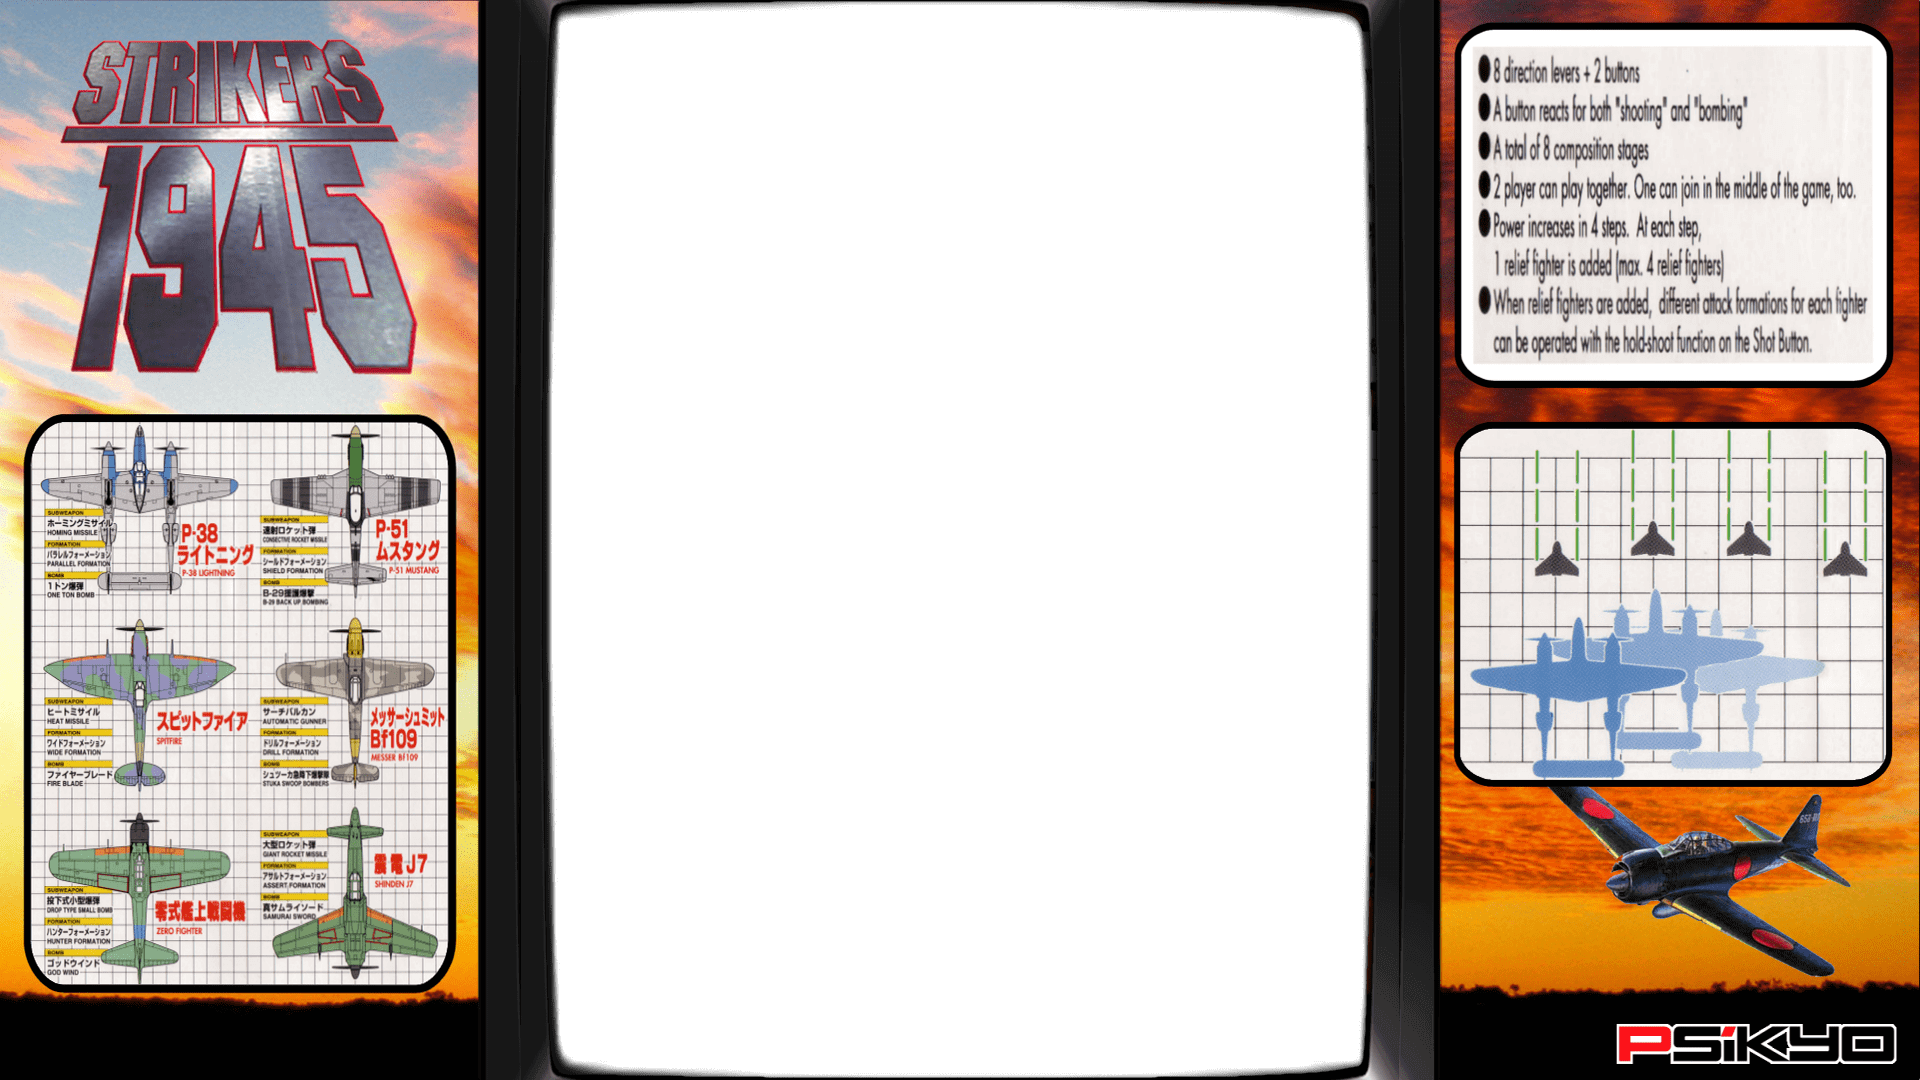 STRIKERS
1945
SUBWEAPON
ホーミングミサイル
HOMING MISSILE
FORMATION
パラレルフォーメーション
PARALLEL FORMATION
BOMB
1トン爆弾
ONE TON BOMB
P-38
ライトニング
P-38 LIGHTNING
SUBWEAPON
連射ロケット弾
CONSECTIVE ROCKET MISSILE
FORMATION
シールドフォーメーション
SHIELD FORMATION
BOMB
B-29援護爆撃
B-29 BACK UP BOMBING
P-51
ムスタング
P-51 MUSTANG
SUBWEAPON
ヒートミサイル
HEAT MISSILE
FORMATION
ワイドフォーメーション
WIDE FORMATION
BOMB
ファイヤーブレード
FIRE BLADE
スピットファイア
SPITFIRE
SUBWEAPON
サーチバルカン
AUTOMATIC GUNNER
FORMATION
ドリルフォーメーション
DRILL FORMATION
BOMB
シュツーカ急降下爆撃隊
STUKA SWOOP BOMBERS
メッサーシュミット
Bf109
MESSER Bf109
SUBWEAPON
投下式小型爆弾
DROP TYPE SMALL BOMB
FORMATION
ハンターフォーメーション
HUNTER FORMATION
BOMB
ゴッドウインド
GOD WIND
零式艦上戦闘機
ZERO FIGHTER
SUBWEAPON
大型ロケット弾
GIANT ROCKET MISSILE
FORMATION
アサルトフォーメーション
ASSERT FORMATION
BOMB
真サムライソード
SAMURAI SWORD
震電J7
SHINDEN J7
●8 direction levers + 2 buttons
●A button reacts for both "shooting" and "bombing"
●A total of 8 composition stages
●2 player can play together. One can join in the middle of the game, too.
●Power increases in 4 steps. At each step,
1 relief fighter is added (max. 4 relief fighters)
●When relief fighters are added, different attack formations for each fighter
can be operated with the hold-shoot function on the Shot Button.
PSIKYO